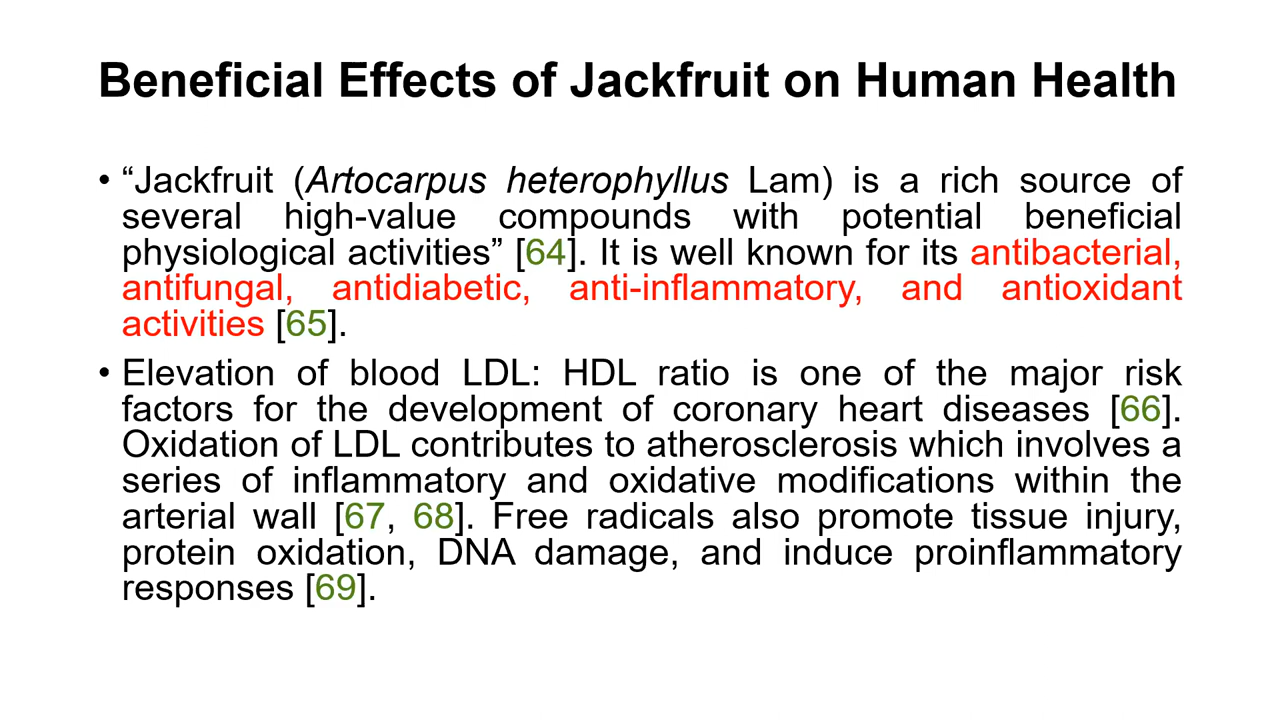 Beneficial Effects of Jackfruit on Human Health
• “Jackfruit (Artocarpus heterophyllus Lam) is a rich source of
several high-value compounds with potential beneficial
physiological activities” [64]. It is well known for its antibacterial,
antifungal, antidiabetic, anti-inflammatory, and antioxidant
activities [65].
• Elevation of blood LDL: HDL ratio is one of the major risk
factors for the development of coronary heart diseases [66].
Oxidation of LDL contributes to atherosclerosis which involves a
series of inflammatory and oxidative modifications within the
arterial wall [67, 68]. Free radicals also promote tissue injury,
protein oxidation, DNA damage, and induce proinflammatory
responses [69].